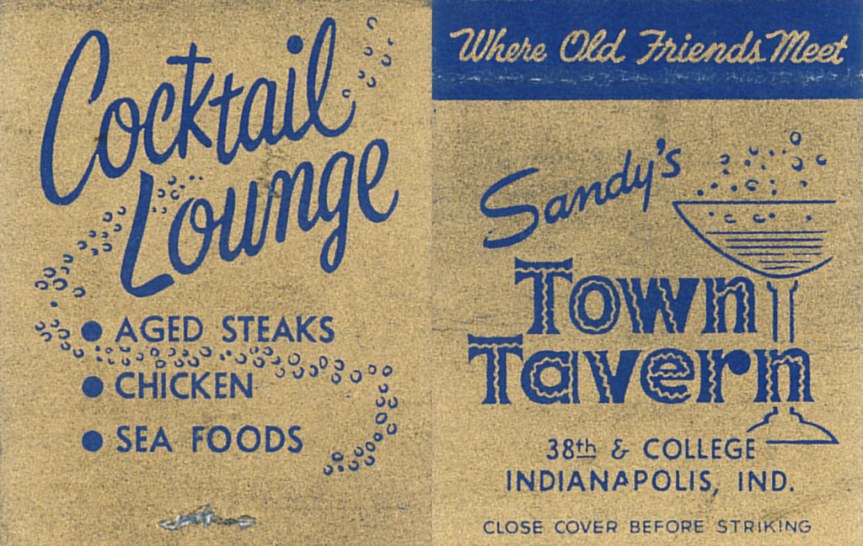 Cocktail
Lounge
• AGED STEAKS
• CHICKEN
• SEA FOODS
Where Old Friends Meet
Sandy's
Town
Tavern
38th & COLLEGE
INDIANAPOLIS, IND.
CLOSE COVER BEFORE STRIKING